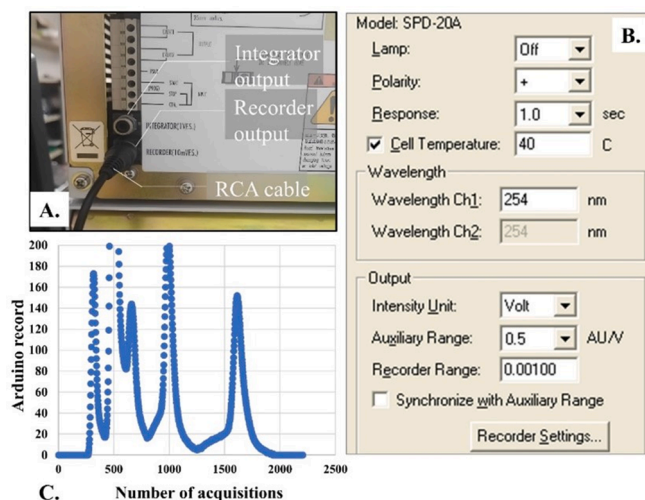 Integrator
output
Recorder
output
INTEGRATOR(1VFS.)
RECORDER(10mVFS.)
RCA cable
A.
Model: SPD-20A
B.
Lamp: Off
Polarity: +
Response: 1.0 sec
Cell Temperature: 40 C
Wavelength
Wavelength Ch1: 254 nm
Wavelength Ch2: 254 nm
Output
Intensity Unit: Volt
Auxiliary Range: 0.5 AU/V
Recorder Range: 0.00100
Synchronize with Auxiliary Range
Recorder Settings...
Arduino record
200
180
160
140
120
100
80
60
40
20
0
0 500 1000 1500 2000 2500
C. Number of acquisitions